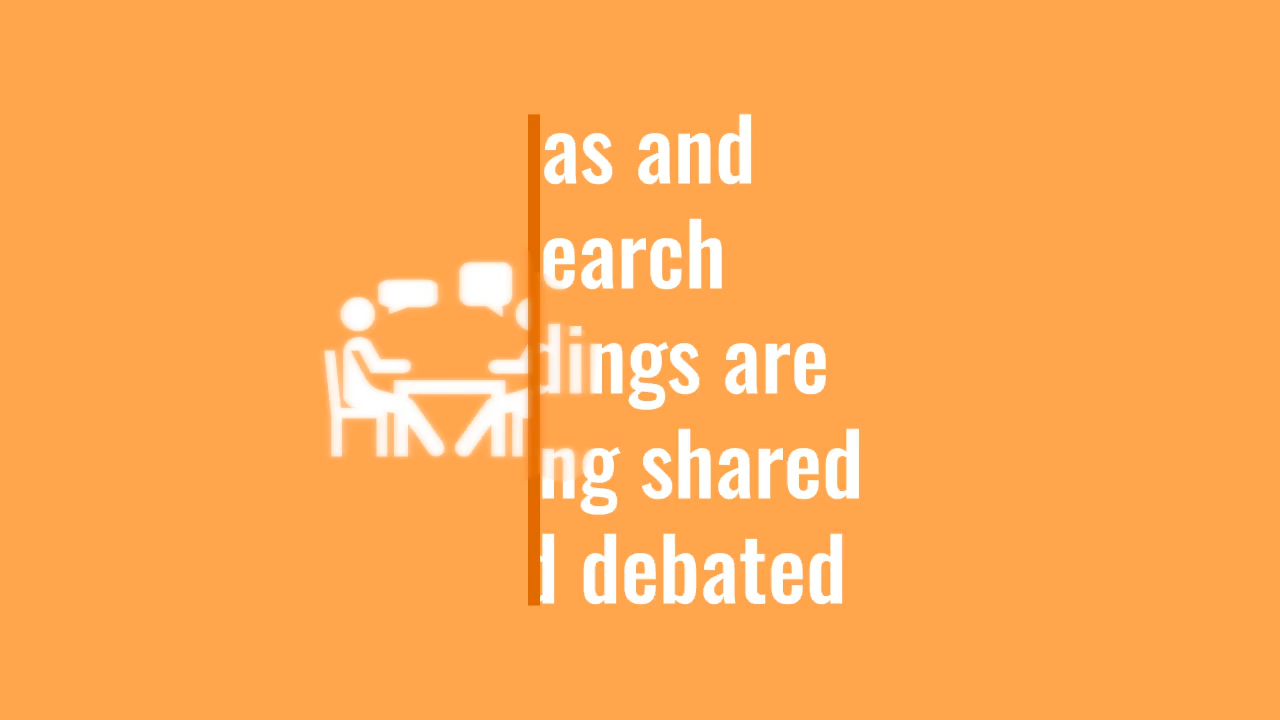 as and
earch
dings are
ng shared
d debated